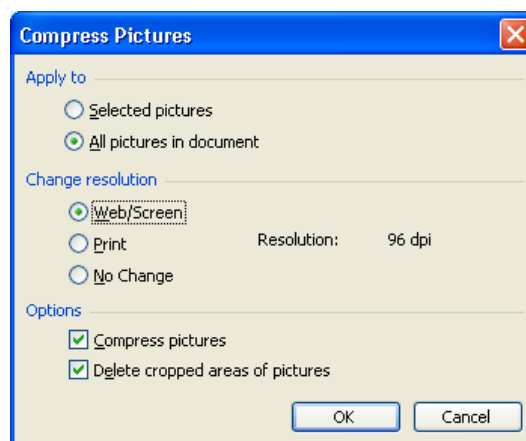 Compress Pictures
Apply to
Selected pictures
All pictures in document
Change resolution
Web/Screen
Print Resolution: 96 dpi
No Change
Options
Compress pictures
Delete cropped areas of pictures
OK Cancel